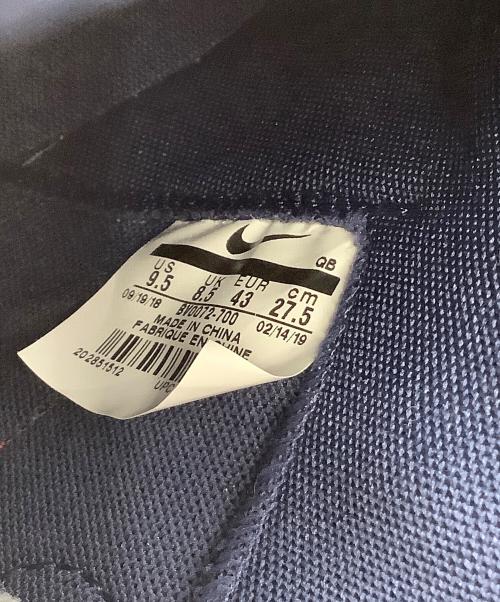 QB
US UK EUR cm
9.5 8.5 43 27.5
09/19/18 BV0072-700 02/14/19
MADE IN CHINA
FABRIQUE EN CHINE
202851512 UPC